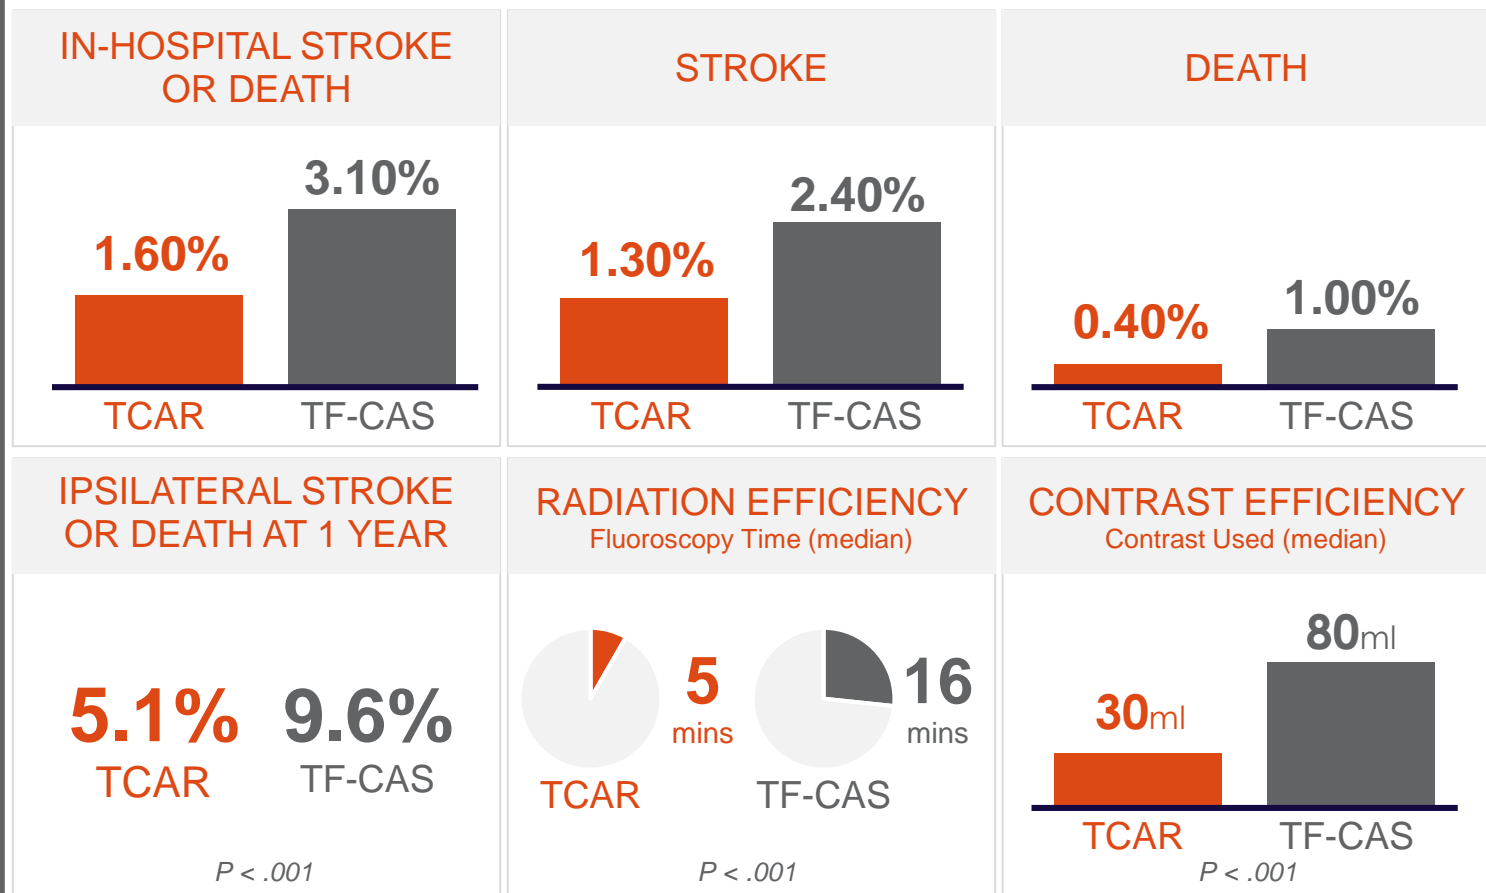 IN-HOSPITAL STROKE
OR DEATH
3.10%
1.60%
TCAR TF-CAS
STROKE
2.40%
1.30%
TCAR TF-CAS
DEATH
1.00%
0.40%
TCAR TF-CAS
IPSILATERAL STROKE
OR DEATH AT 1 YEAR
5.1% 9.6%
TCAR TF-CAS
P < .001
RADIATION EFFICIENCY
Fluoroscopy Time (median)
5 16
mins mins
TCAR TF-CAS
P < .001
CONTRAST EFFICIENCY
Contrast Used (median)
80ml
30ml
TCAR TF-CAS
P < .001